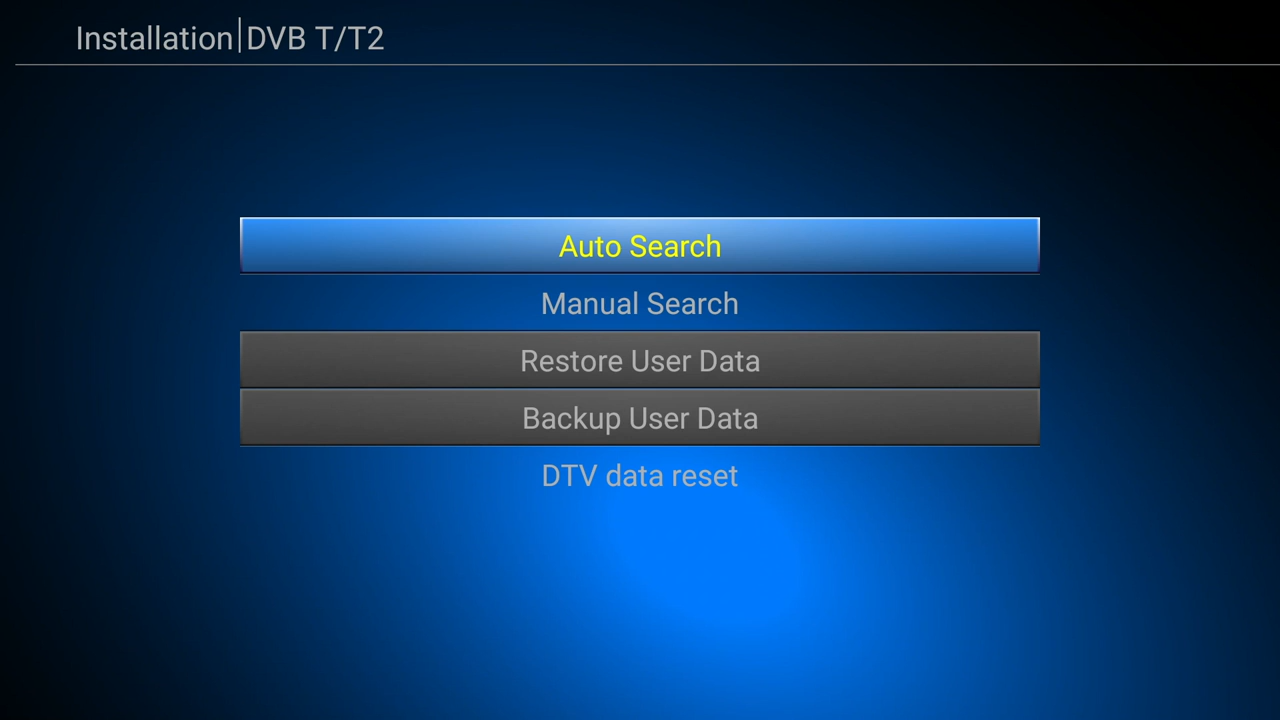 Installation|DVB T/T2
Auto Search
Manual Search
Restore User Data
Backup User Data
DTV data reset